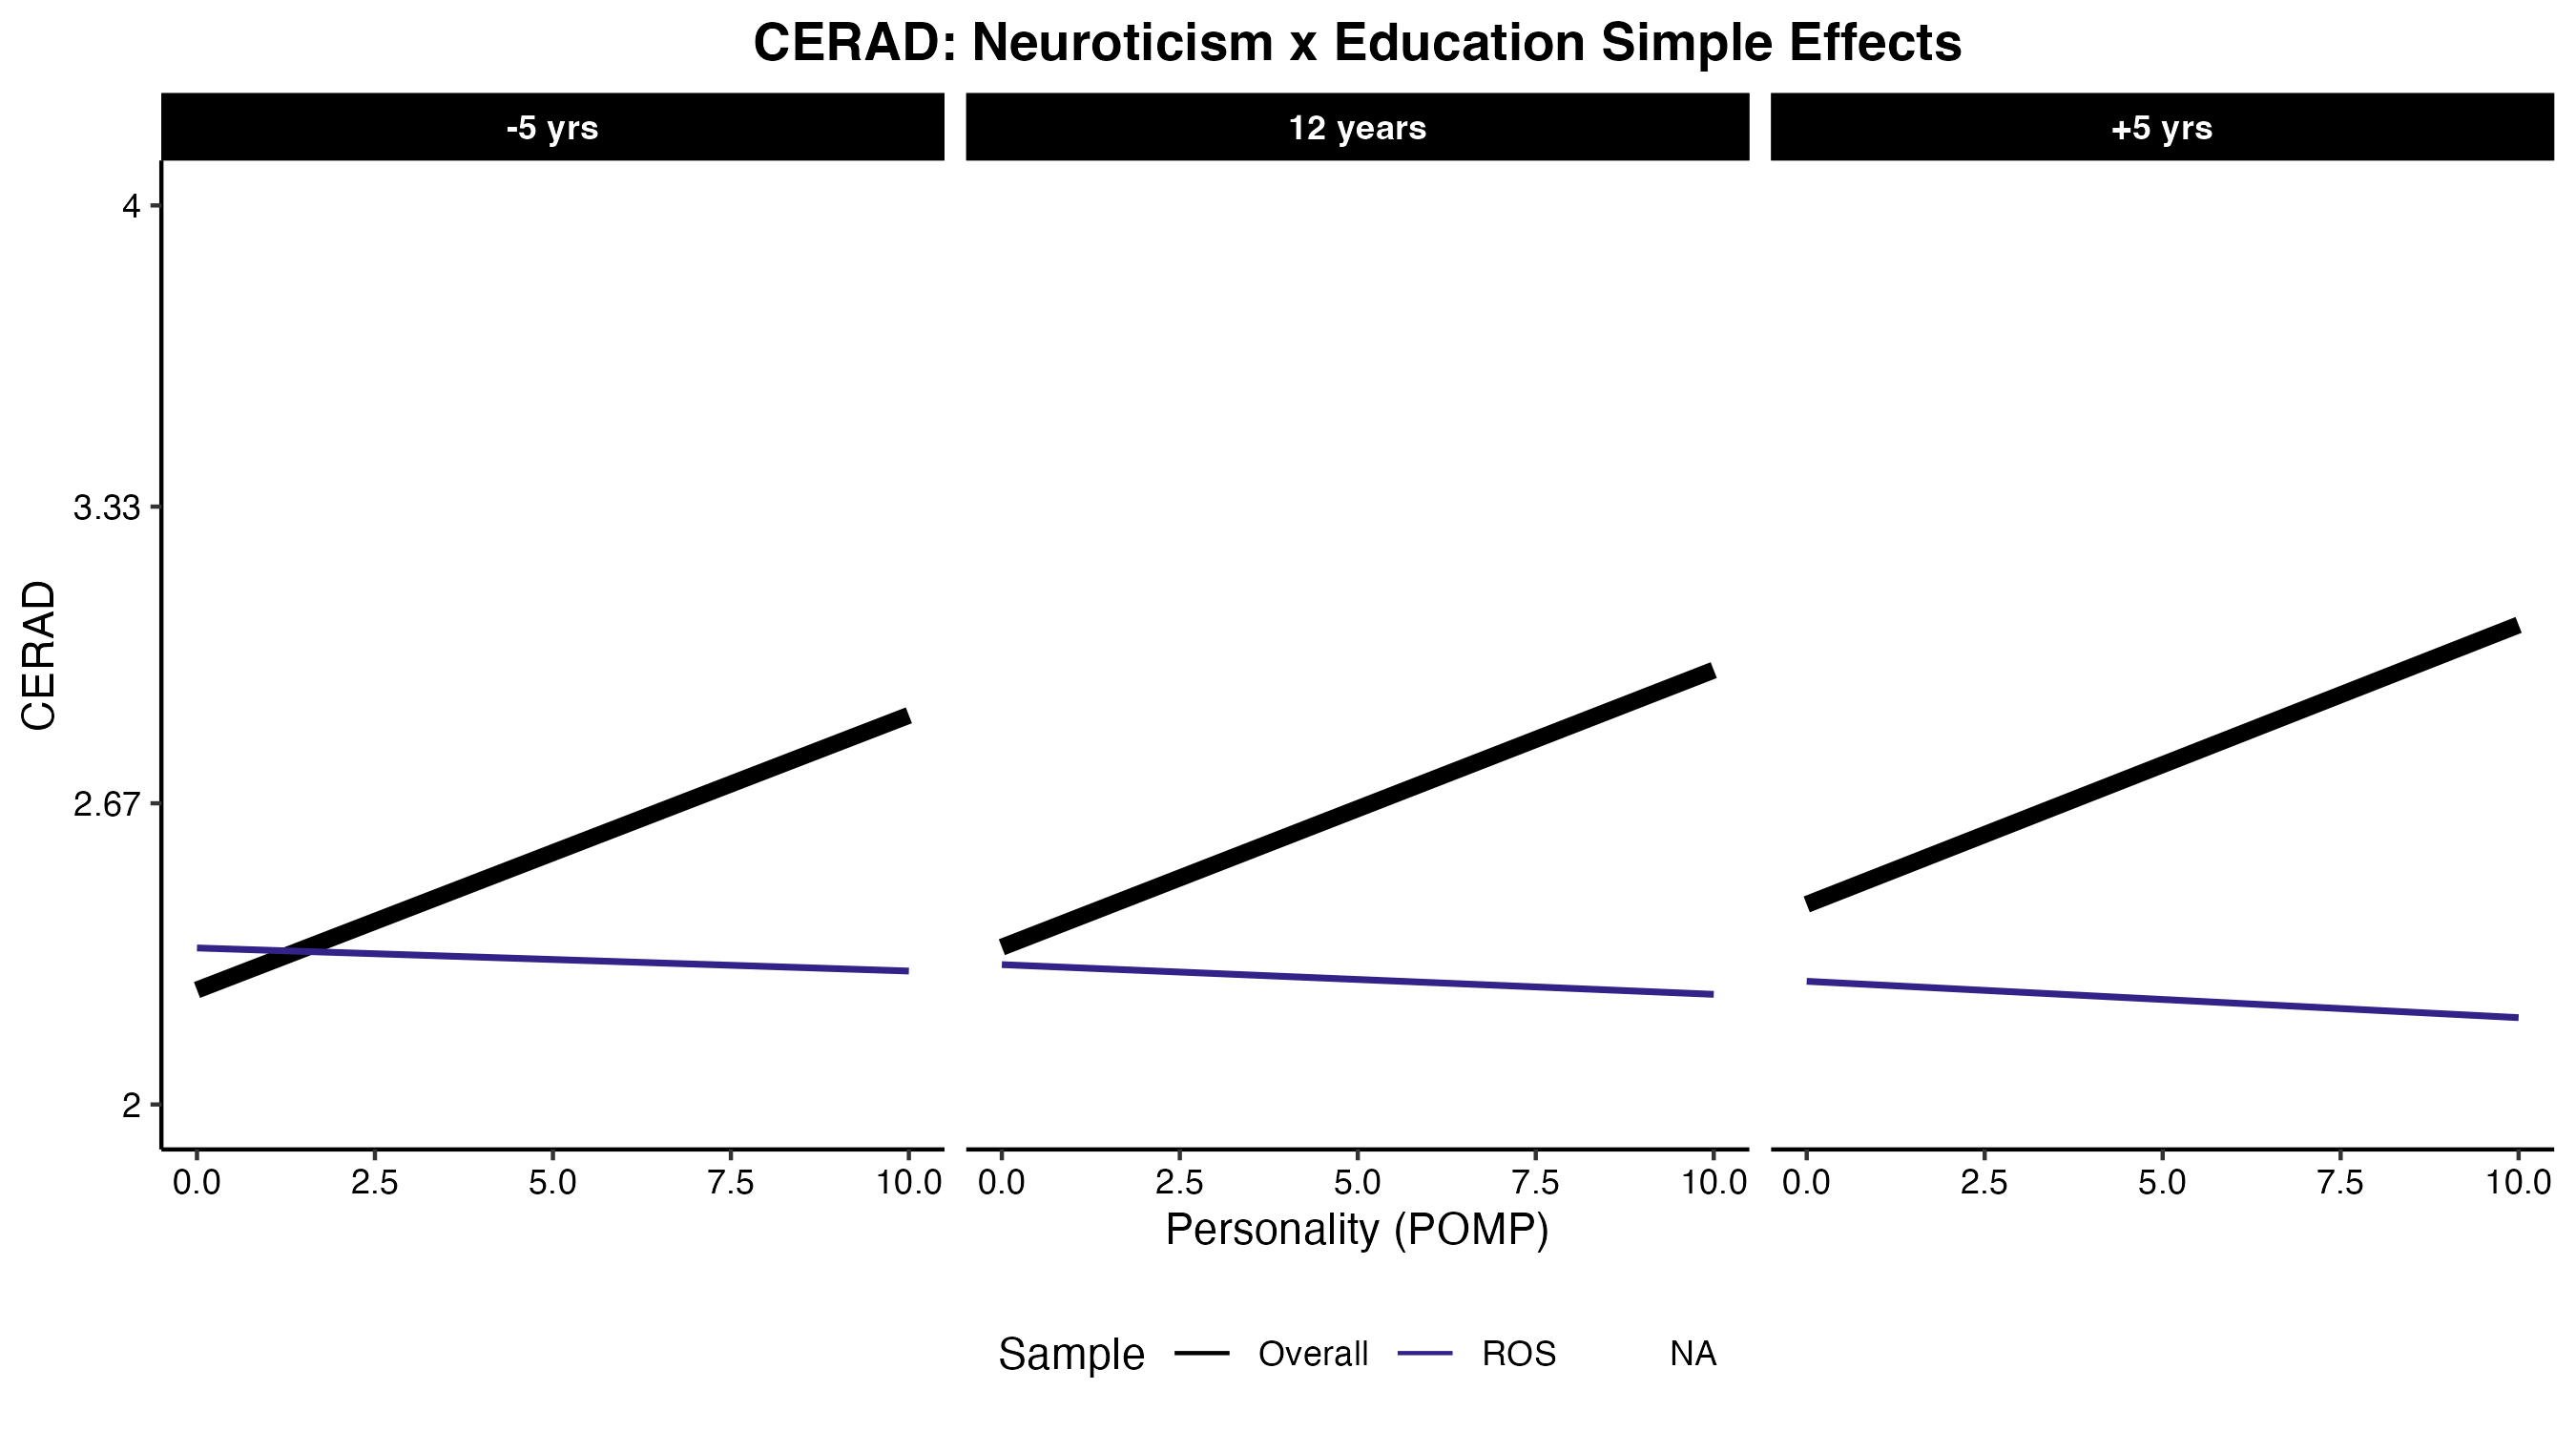 CERAD: Neuroticism x Education Simple Effects
-5 yrs 12 years +5 yrs
4
3.33
2.67
2
CERAD
0.0 2.5 5.0 7.5 10.0 0.0 2.5 5.0 7.5 10.0 0.0 2.5 5.0 7.5 10.0
Personality (POMP)
Sample Overall ROS NA